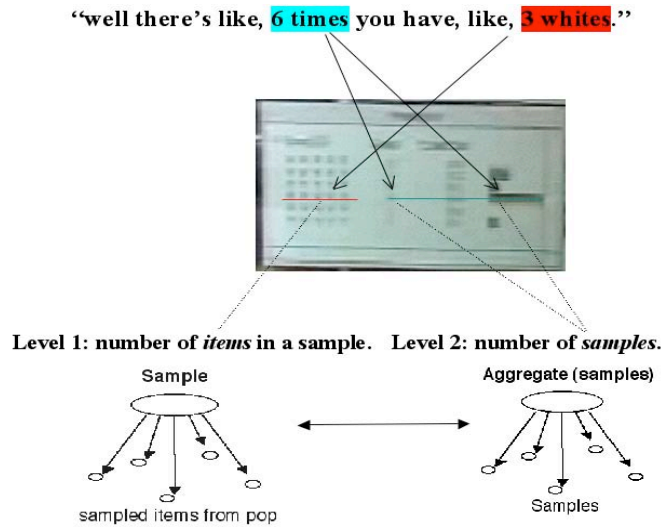 “well there’s like, 6 times you have, like, 3 whites.”
Level 1: number of items in a sample. Level 2: number of samples.
Sample
Aggregate (samples)
sampled items from pop
Samples